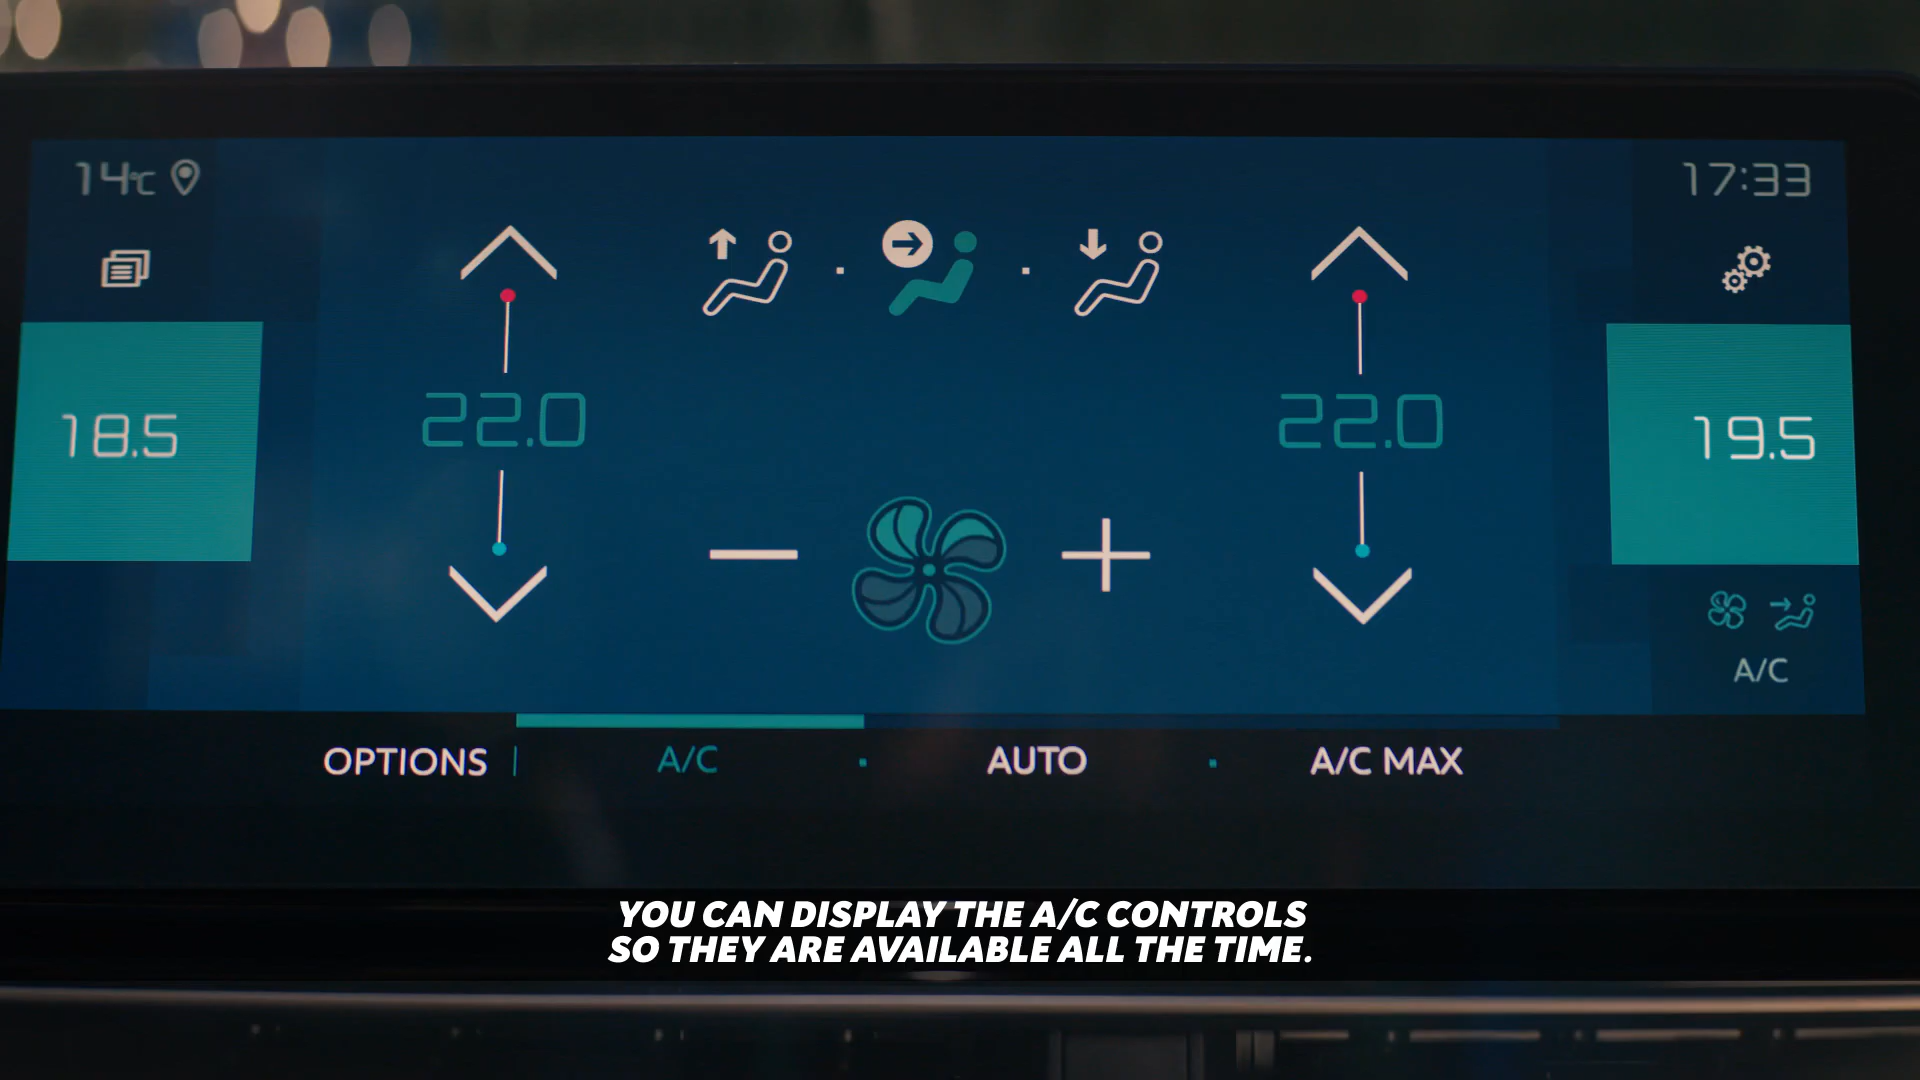 14°C
17:33
18.5
22.0
22.0
19.5
A/C
OPTIONS
A/C
AUTO
A/C MAX
YOU CAN DISPLAY THE A/C CONTROLS
SO THEY ARE AVAILABLE ALL THE TIME.